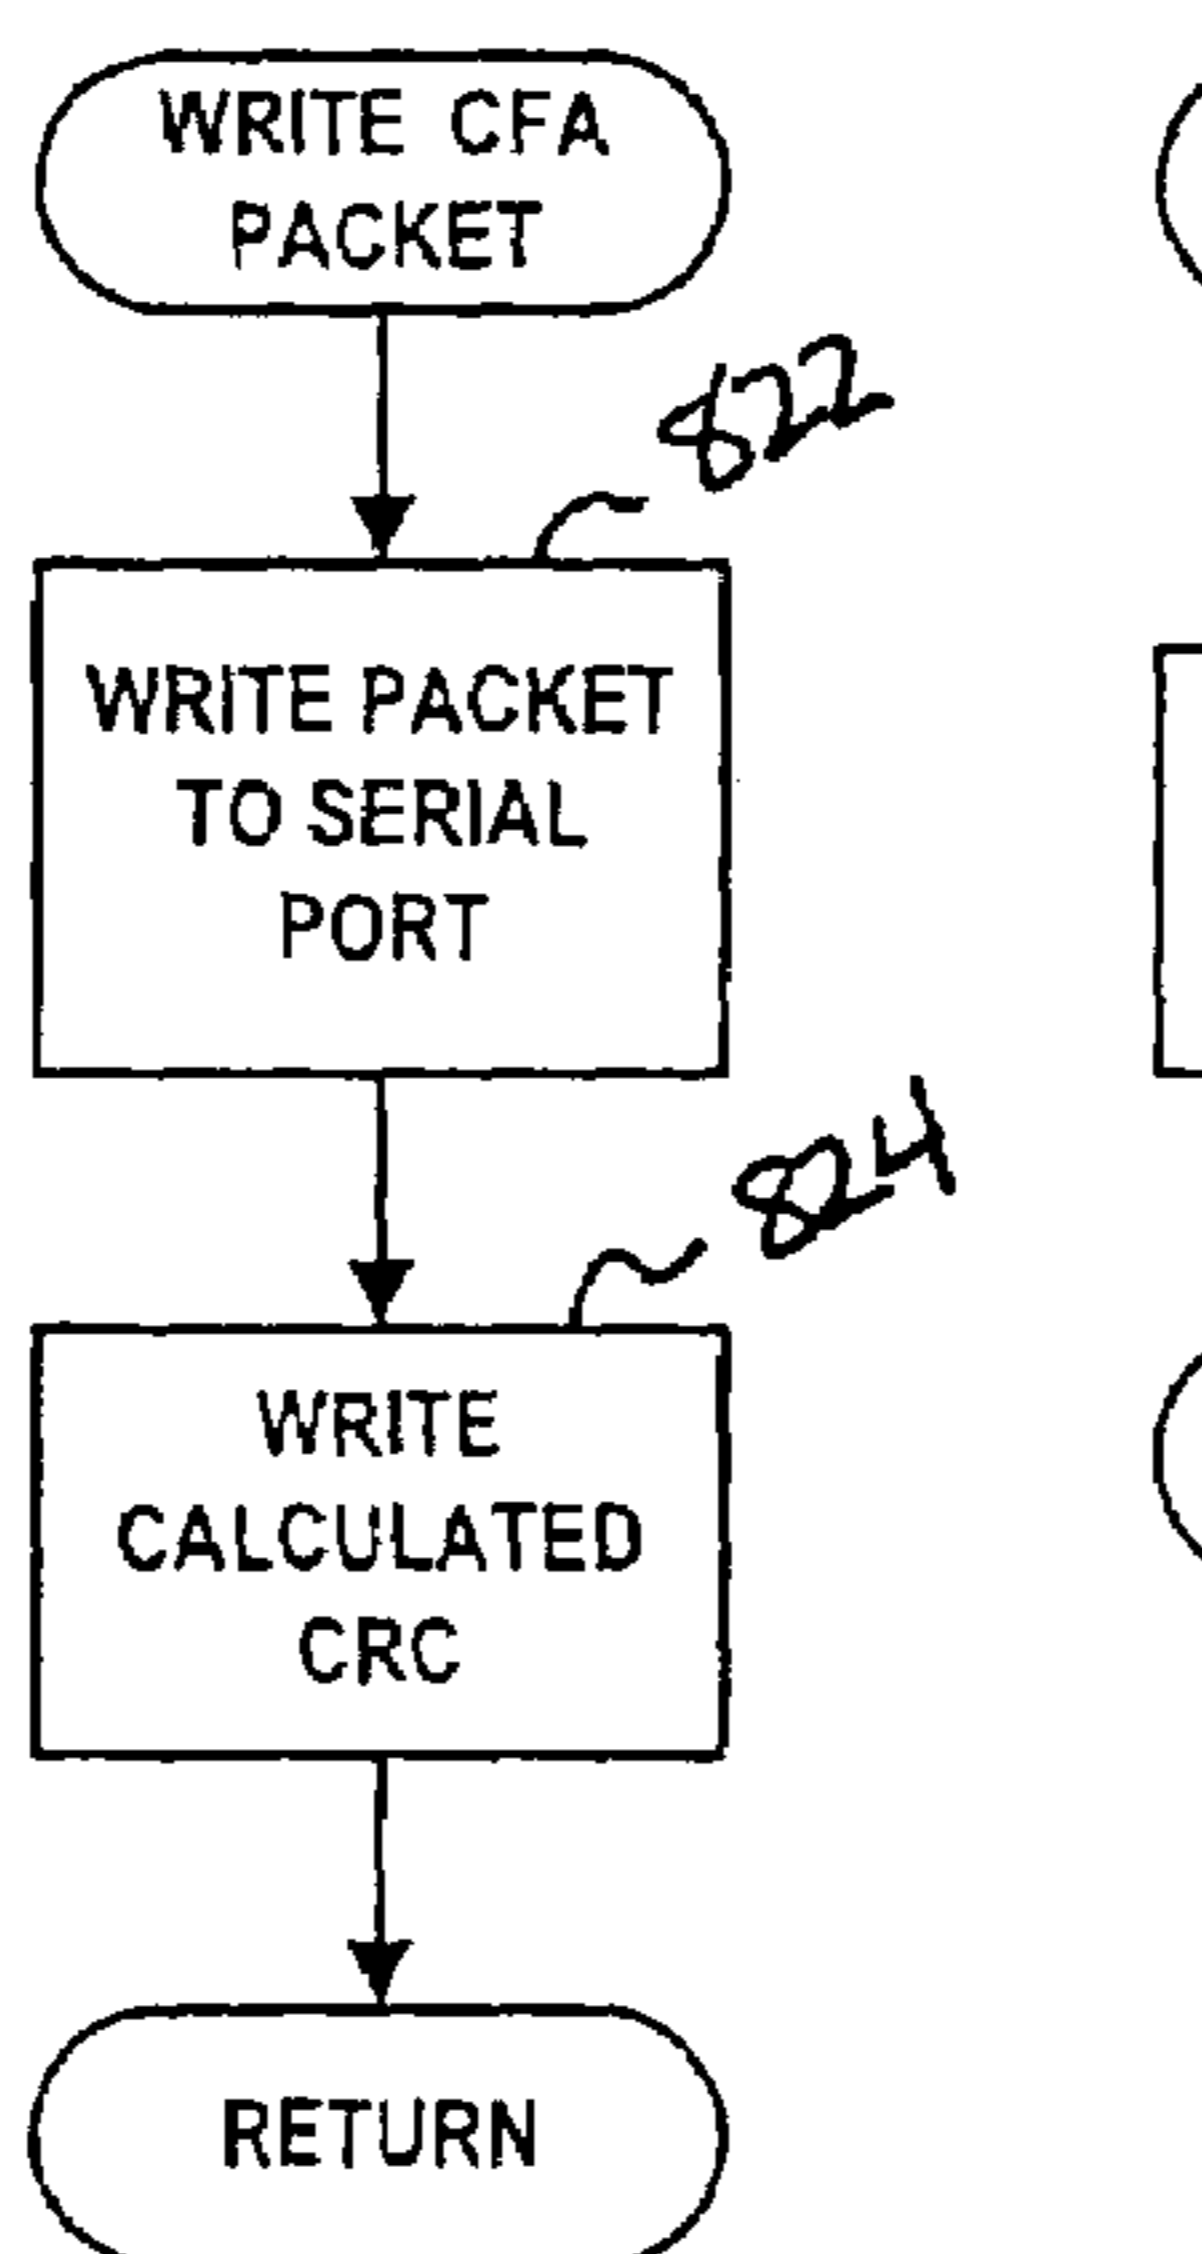 WRITE CFA
PACKET
822
WRITE PACKET
TO SERIAL
PORT
824
WRITE
CALCULATED
CRC
RETURN